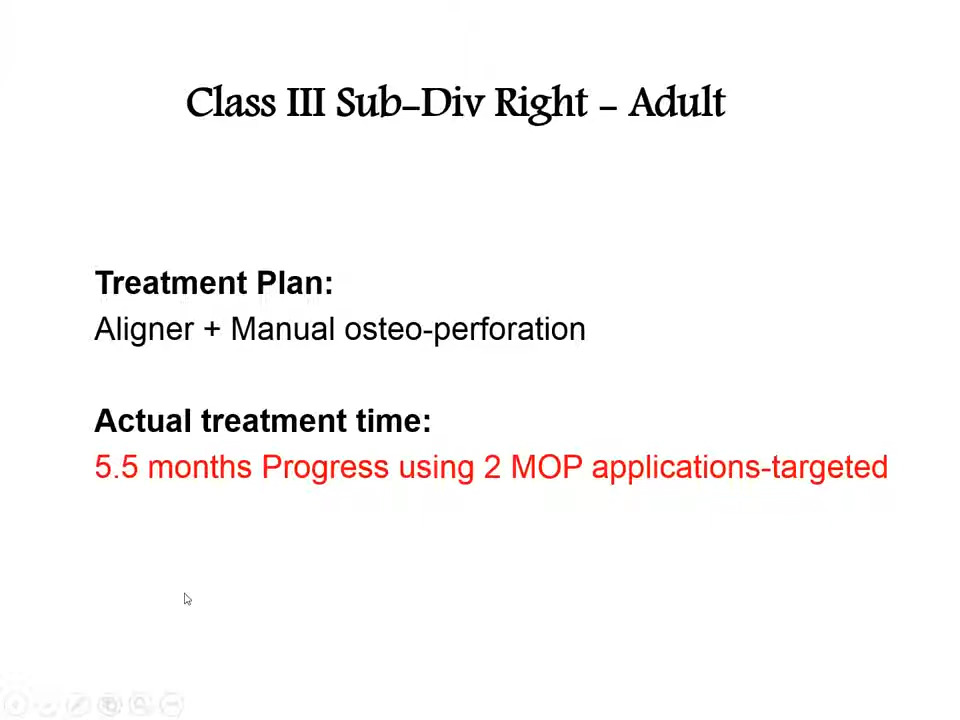 Class III Sub-Div Right - Adult
Treatment Plan:
Aligner + Manual osteo-perforation
Actual treatment time:
5.5 months Progress using 2 MOP applications-targeted